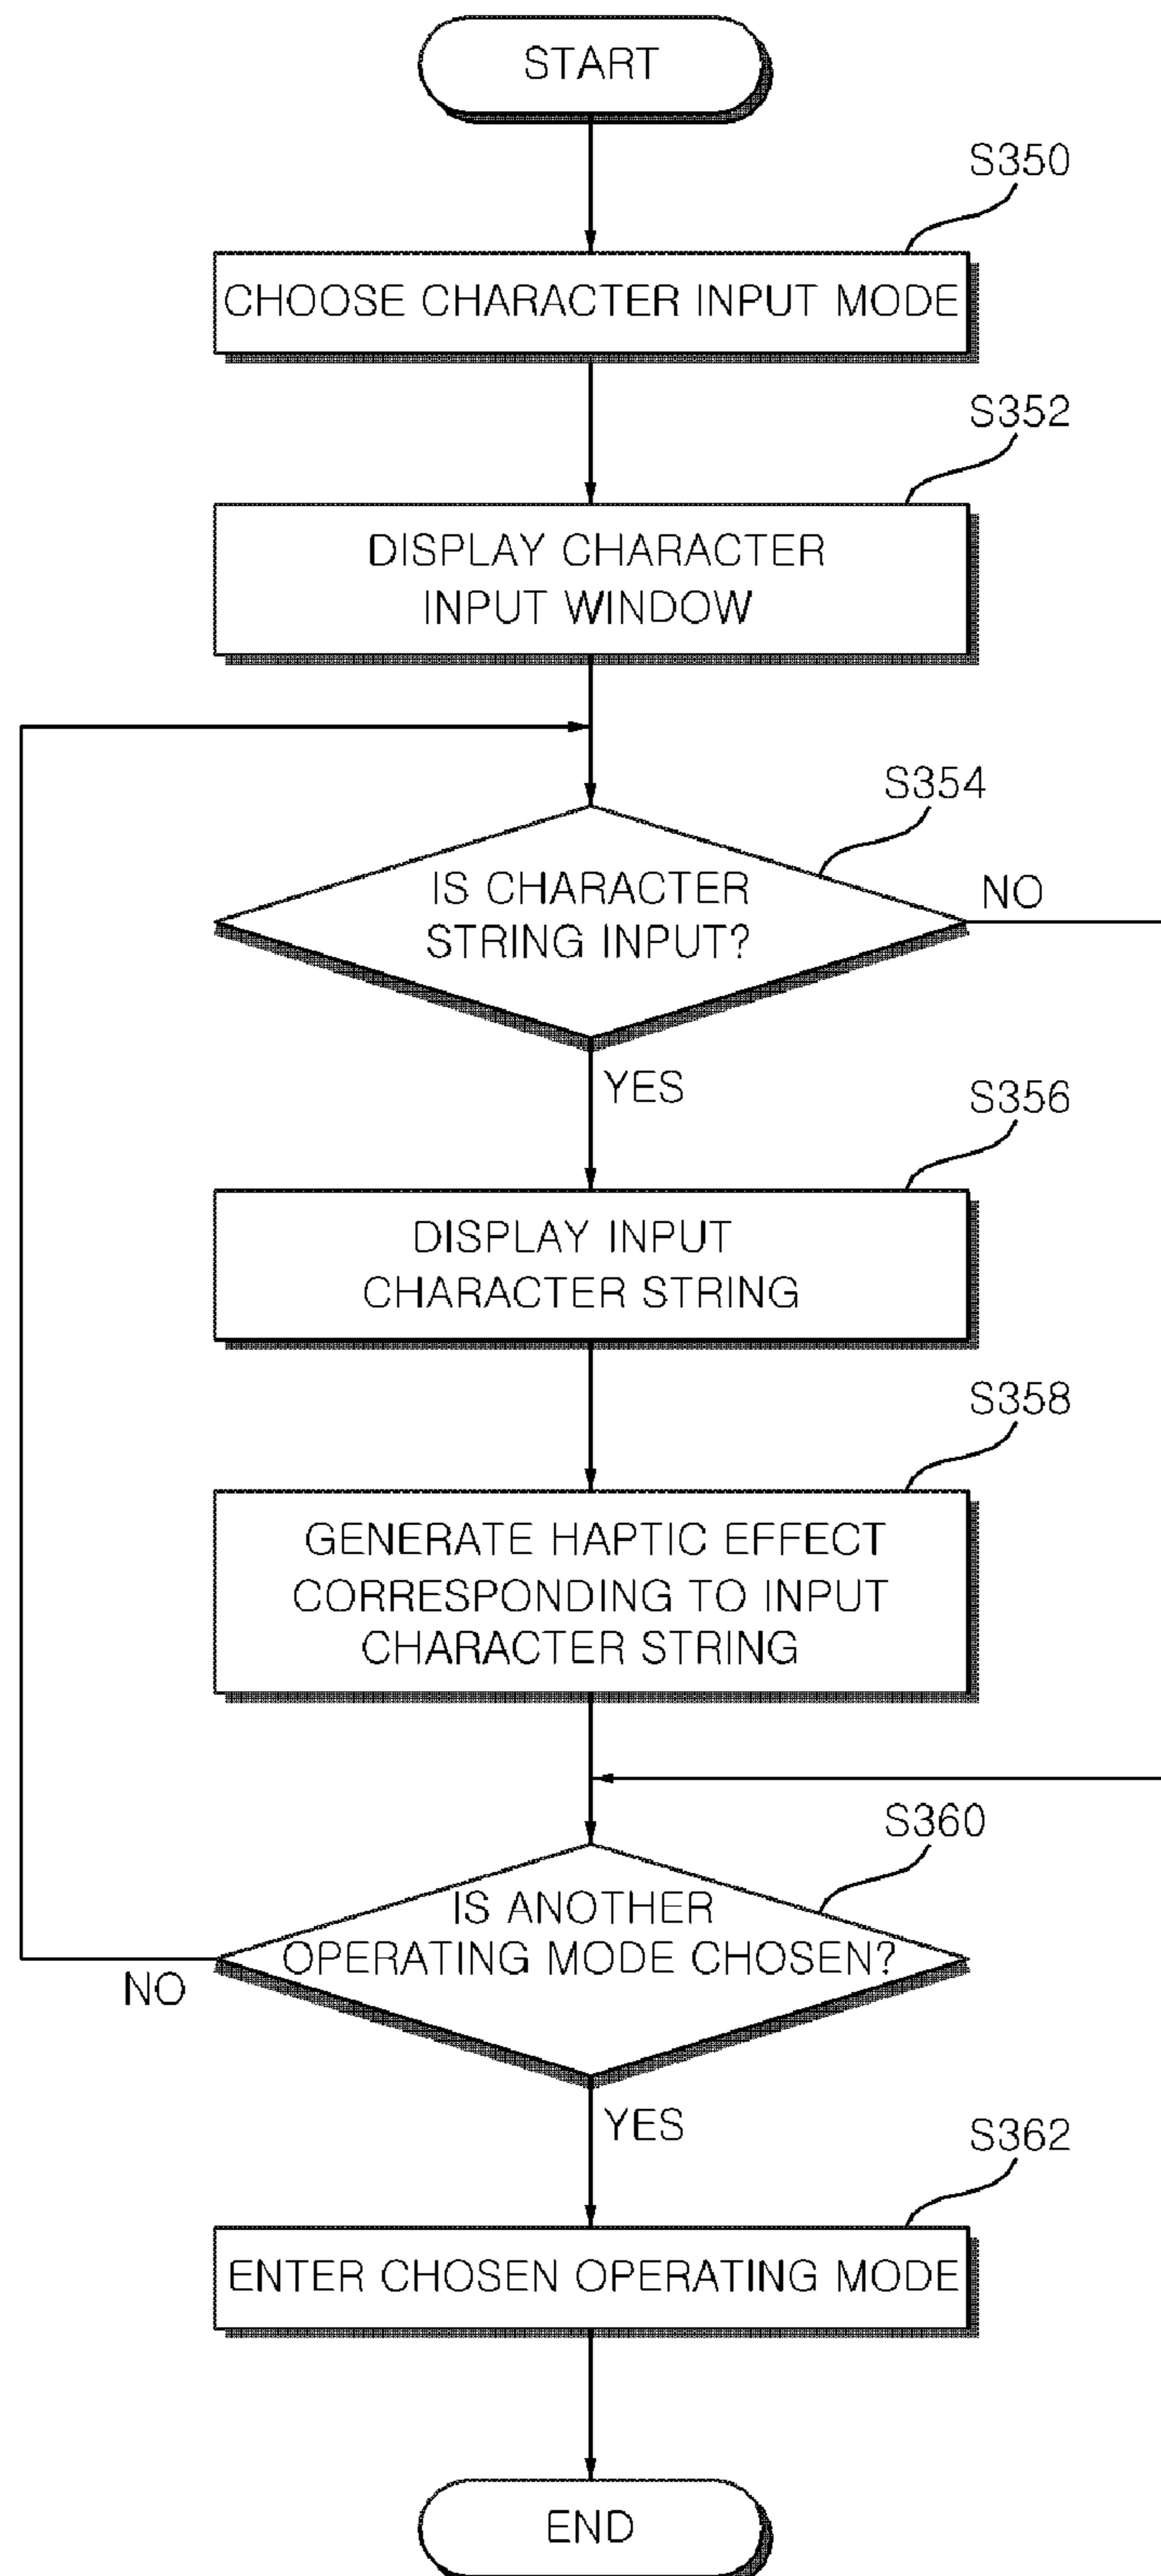 START
S350
CHOOSE CHARACTER INPUT MODE
S352
DISPLAY CHARACTER
INPUT WINDOW
S354
IS CHARACTER
STRING INPUT?
NO
YES
S356
DISPLAY INPUT
CHARACTER STRING
S358
GENERATE HAPTIC EFFECT
CORRESPONDING TO INPUT
CHARACTER STRING
S360
IS ANOTHER
OPERATING MODE CHOSEN?
NO
YES
S362
ENTER CHOSEN OPERATING MODE
END